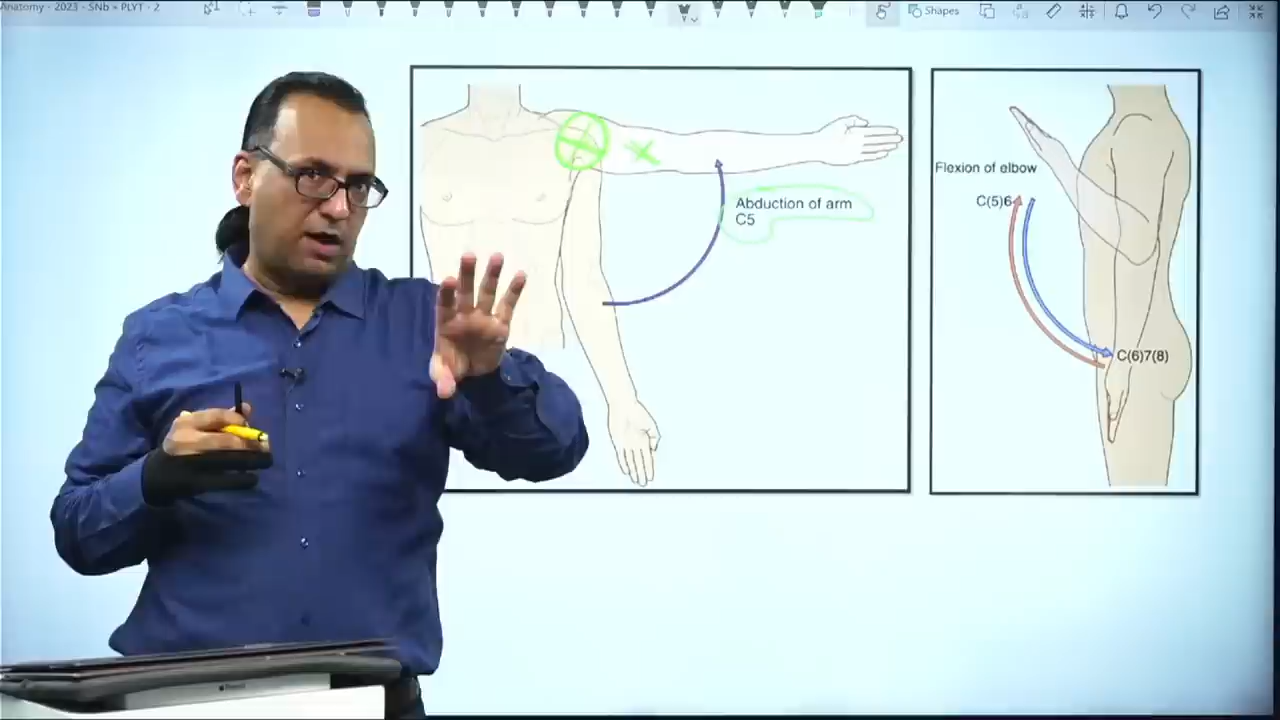 Anatomy - 2023 - SNb » PLYT - 2
Shapes
Abduction of arm
C5
Flexion of elbow
C(5)6
C(6)7(8)